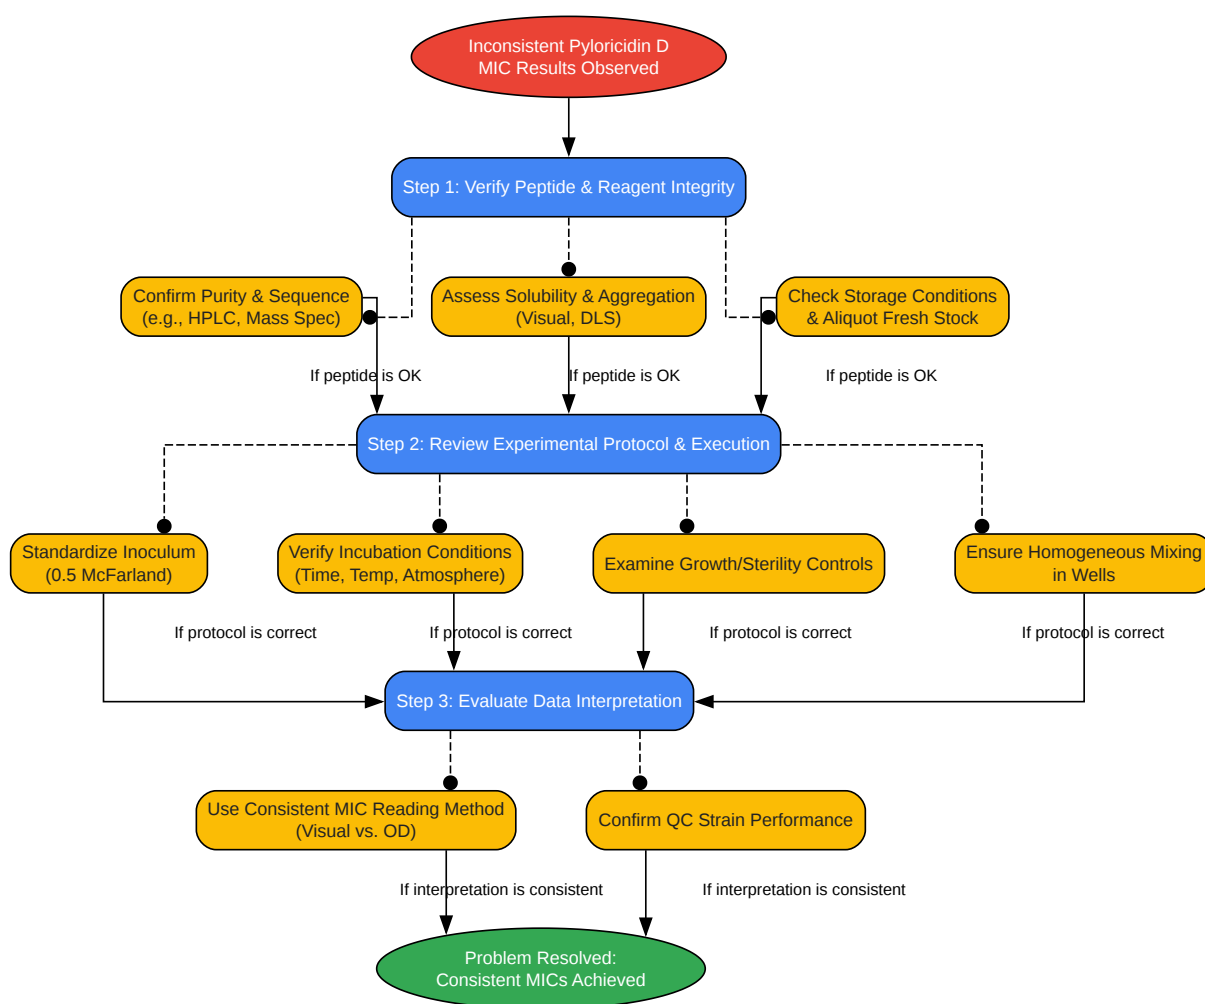 Inconsistent Pyloricidin D
MIC Results Observed
Step 1: Verify Peptide & Reagent Integrity
Confirm Purity & Sequence
(e.g., HPLC, Mass Spec)
Assess Solubility & Aggregation
(Visual, DLS)
Check Storage Conditions
& Aliquot Fresh Stock
If peptide is OK
If peptide is OK
If peptide is OK
Step 2: Review Experimental Protocol & Execution
Standardize Inoculum
(0.5 McFarland)
Verify Incubation Conditions
(Time, Temp, Atmosphere)
Examine Growth/Sterility Controls
Ensure Homogeneous Mixing
in Wells
If protocol is correct
If protocol is correct
If protocol is correct
If protocol is correct
Step 3: Evaluate Data Interpretation
Use Consistent MIC Reading Method
(Visual vs. OD)
Confirm QC Strain Performance
If interpretation is consistent
If interpretation is consistent
Problem Resolved:
Consistent MICs Achieved